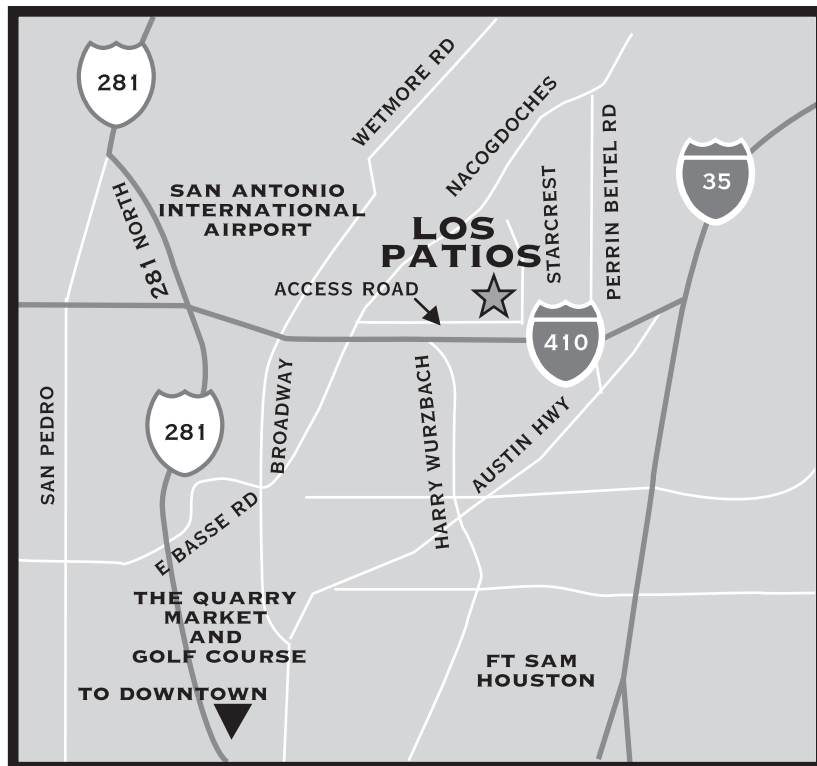 281
WETMORE RD
NACOGDOCHES
PERRIN BEITEL RD
35
281 NORTH
SAN ANTONIO
INTERNATIONAL
AIRPORT
STARCREST
LOS
PATIOS
ACCESS ROAD
410
SAN PEDRO
281
BROADWAY
HARRY WURZBACH
AUSTIN HWY
E BASSE RD
THE QUARRY
MARKET
AND
GOLF COURSE
FT SAM
HOUSTON
TO DOWNTOWN